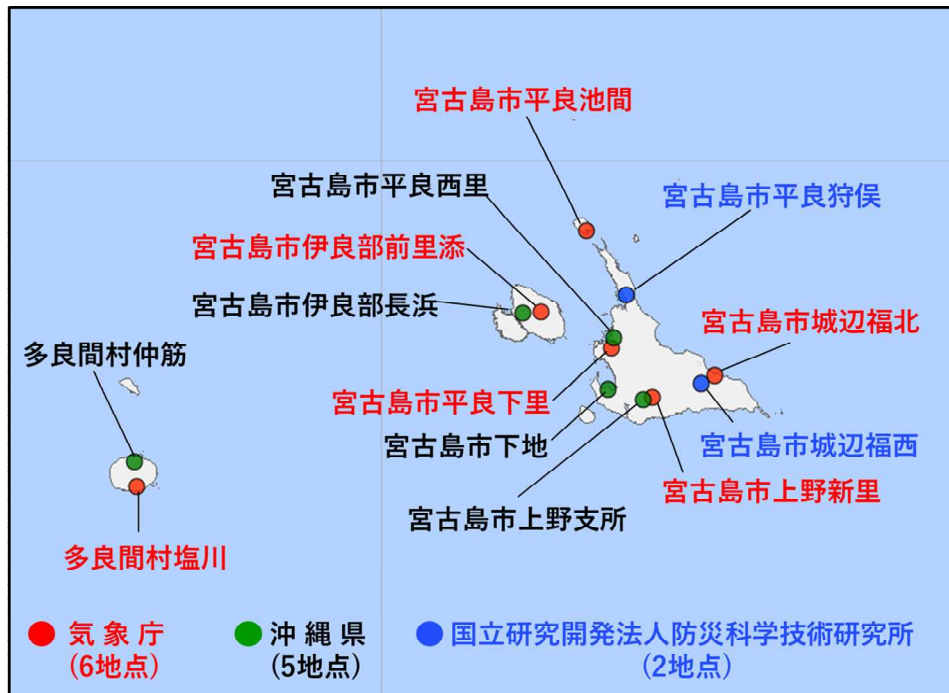 宮古島市平良池間
宮古島市平良西里
宮古島市平良狩俣
宮古島市伊良部前里添
宮古島市伊良部長浜
宮古島市城辺福北
多良間村仲筋
宮古島市平良下里
宮古島市下地
宮古島市城辺福西
宮古島市上野新里
宮古島市上野支所
多良間村塩川
気象庁
(6地点)
沖縄県
(5地点)
国立研究開発法人防災科学技術研究所
(2地点)